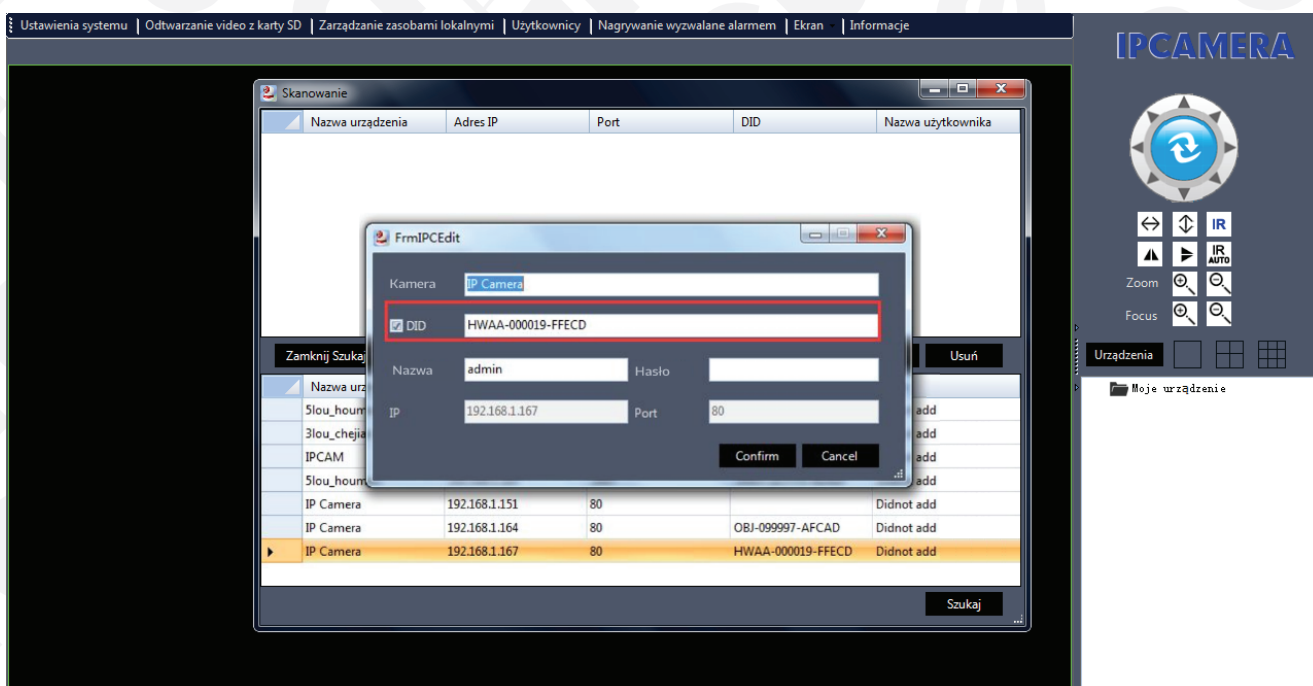 Ustawienia systemu | Odtwarzanie video z karty SD | Zarządzanie zasobami lokalnymi | Użytkownicy | Nagrywanie wyzwalane alarmem | Ekran | Informacje
IPCAMERA
Skanowanie
Nazwa urządzenia Adres IP Port DID Nazwa użytkownika
FrmIPCEdit
Kamera IP Camera
DID HWAA-000019-FFECD
Nazwa admin Hasło
IP 192.168.1.167 Port 80
Confirm Cancel
IR
IR AUTO
Zoom
Focus
Urządzenia
Moje urządzenie
Zamknij Szukaj Usuń
Nazwa urz
5lou_houm add
3lou_chejia add
IPCAM add
5lou_houm add
IP Camera 192.168.1.151 80 Didnot add
IP Camera 192.168.1.164 80 OBJ-099997-AFCAD Didnot add
IP Camera 192.168.1.167 80 HWAA-000019-FFECD Didnot add
Szukaj